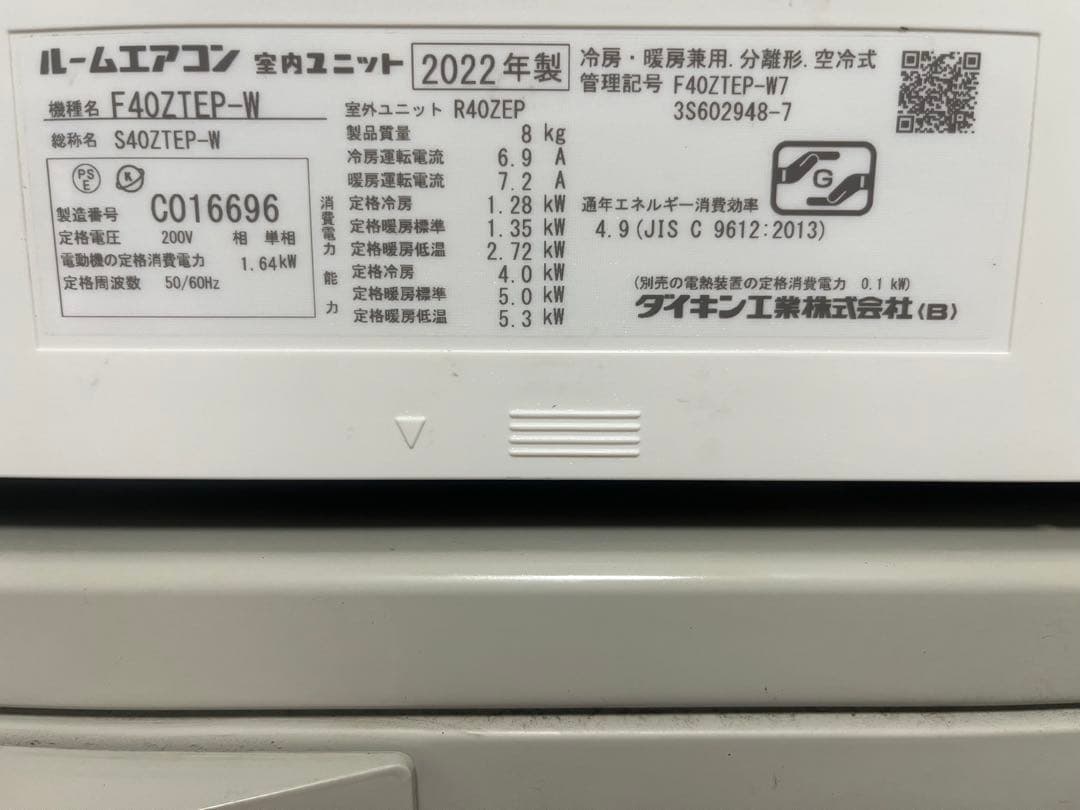 ルームエアコン 室内ユニット 2022年製
機種名 F40ZTEP-W
総称名 S40ZTEP-W
PS
E
製造番号 C016696
定格電圧 200V 相 単相
電動機の定格消費電力 1.64kW
定格周波数 50/60Hz
室外ユニット R40ZEP
製品質量 8 kg
冷房運転電流 6.9 A
暖房運転電流 7.2 A
消費電力
定格冷房 1.28 kW
定格暖房標準 1.35 kW
定格暖房低温 2.72 kW
能力
定格冷房 4.0 kW
定格暖房標準 5.0 kW
定格暖房低温 5.3 kW
冷房・暖房兼用.分離形.空冷式
管理記号 F40ZTEP-W7
3S602948-7
G
通年エネルギー消費効率
4.9(JIS C 9612:2013)
(別売の電熱装置の定格消費電力 0.1 kW)
ダイキン工業株式会社(B)